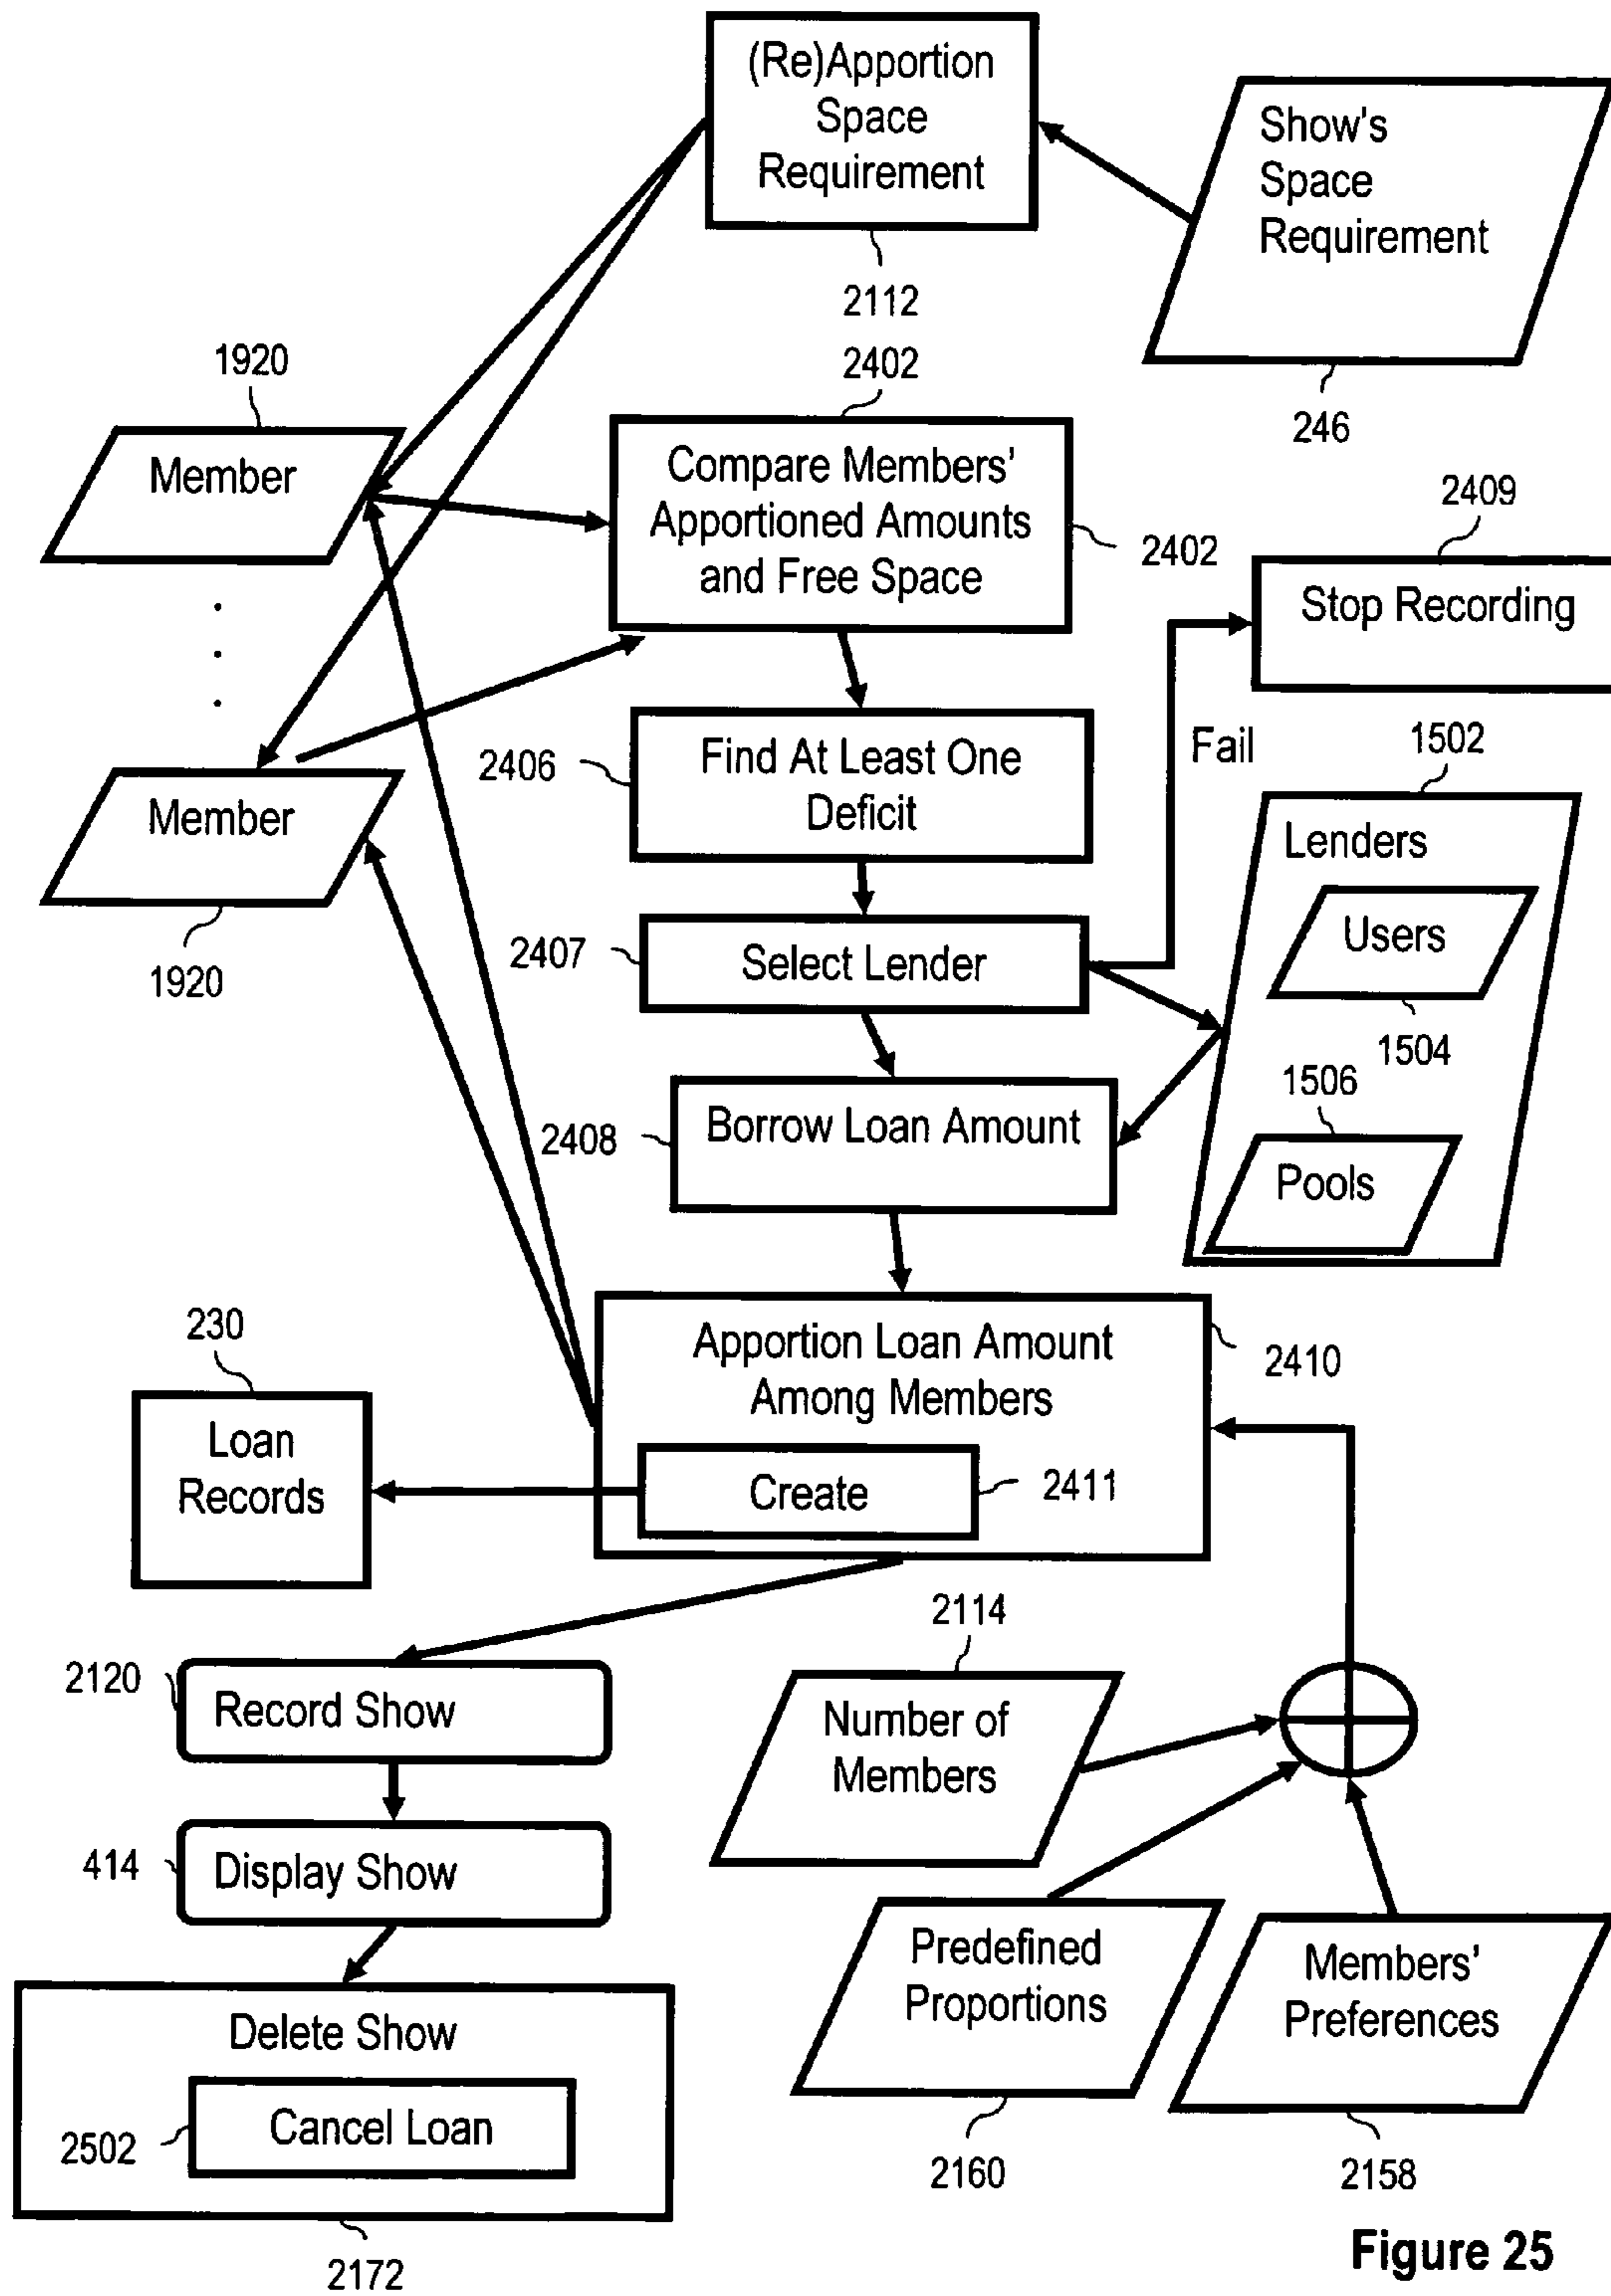 (Re)Apportion
Space
Requirement
2112
Show's
Space
Requirement
246
1920
Member
2402
Compare Members’
Apportioned Amounts
and Free Space
2402
2409
Stop Recording
.
.
.
Member
1920
2406
Find At Least One
Deficit
Fail
1502
Lenders
Users
1504
1506
Pools
2407
Select Lender
2408
Borrow Loan Amount
230
Loan
Records
Apportion Loan Amount
Among Members
2410
Create
2411
2120
Record Show
414
Display Show
Delete Show
2502
Cancel Loan
2172
2114
Number of
Members
Predefined
Proportions
2160
Members’
Preferences
2158
Figure 25